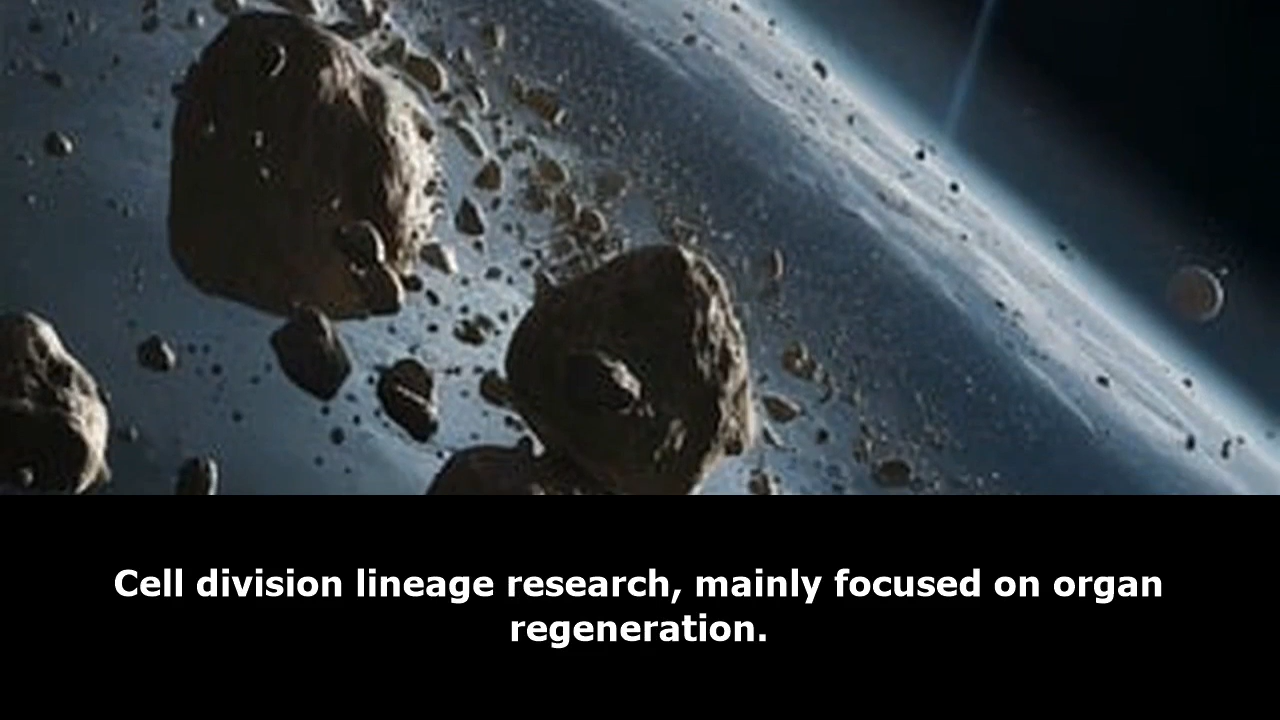 Cell division lineage research, mainly focused on organ
regeneration.